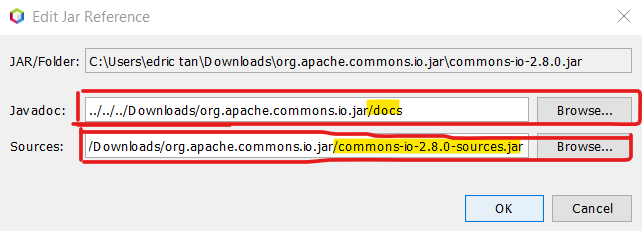 Edit Jar Reference
JAR/Folder: C:\Users\edric tan\Downloads\org.apache.commons.io.jar\commons-io-2.8.0.jar
Javadoc: ../../../Downloads/org.apache.commons.io.jar/docs Browse...
Sources: /Downloads/org.apache.commons.io.jar/commons-io-2.8.0-sources.jar Browse...
OK Cancel